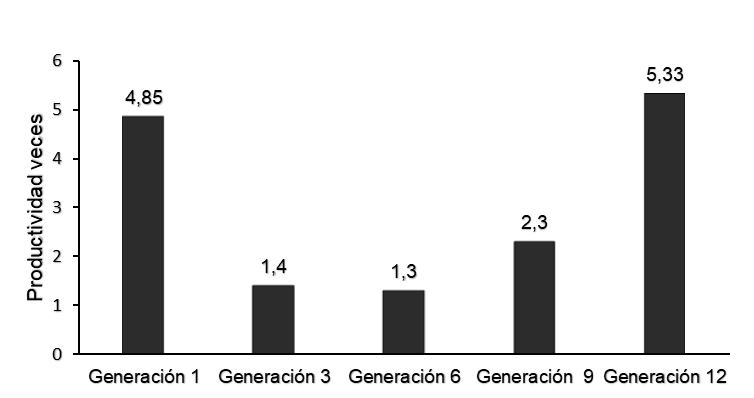 Productividad veces
6
5
4
3
2
1
0
4,85
1,4
1,3
2,3
5,33
Generación 1
Generación 3
Generación 6
Generación  9
Generación 12